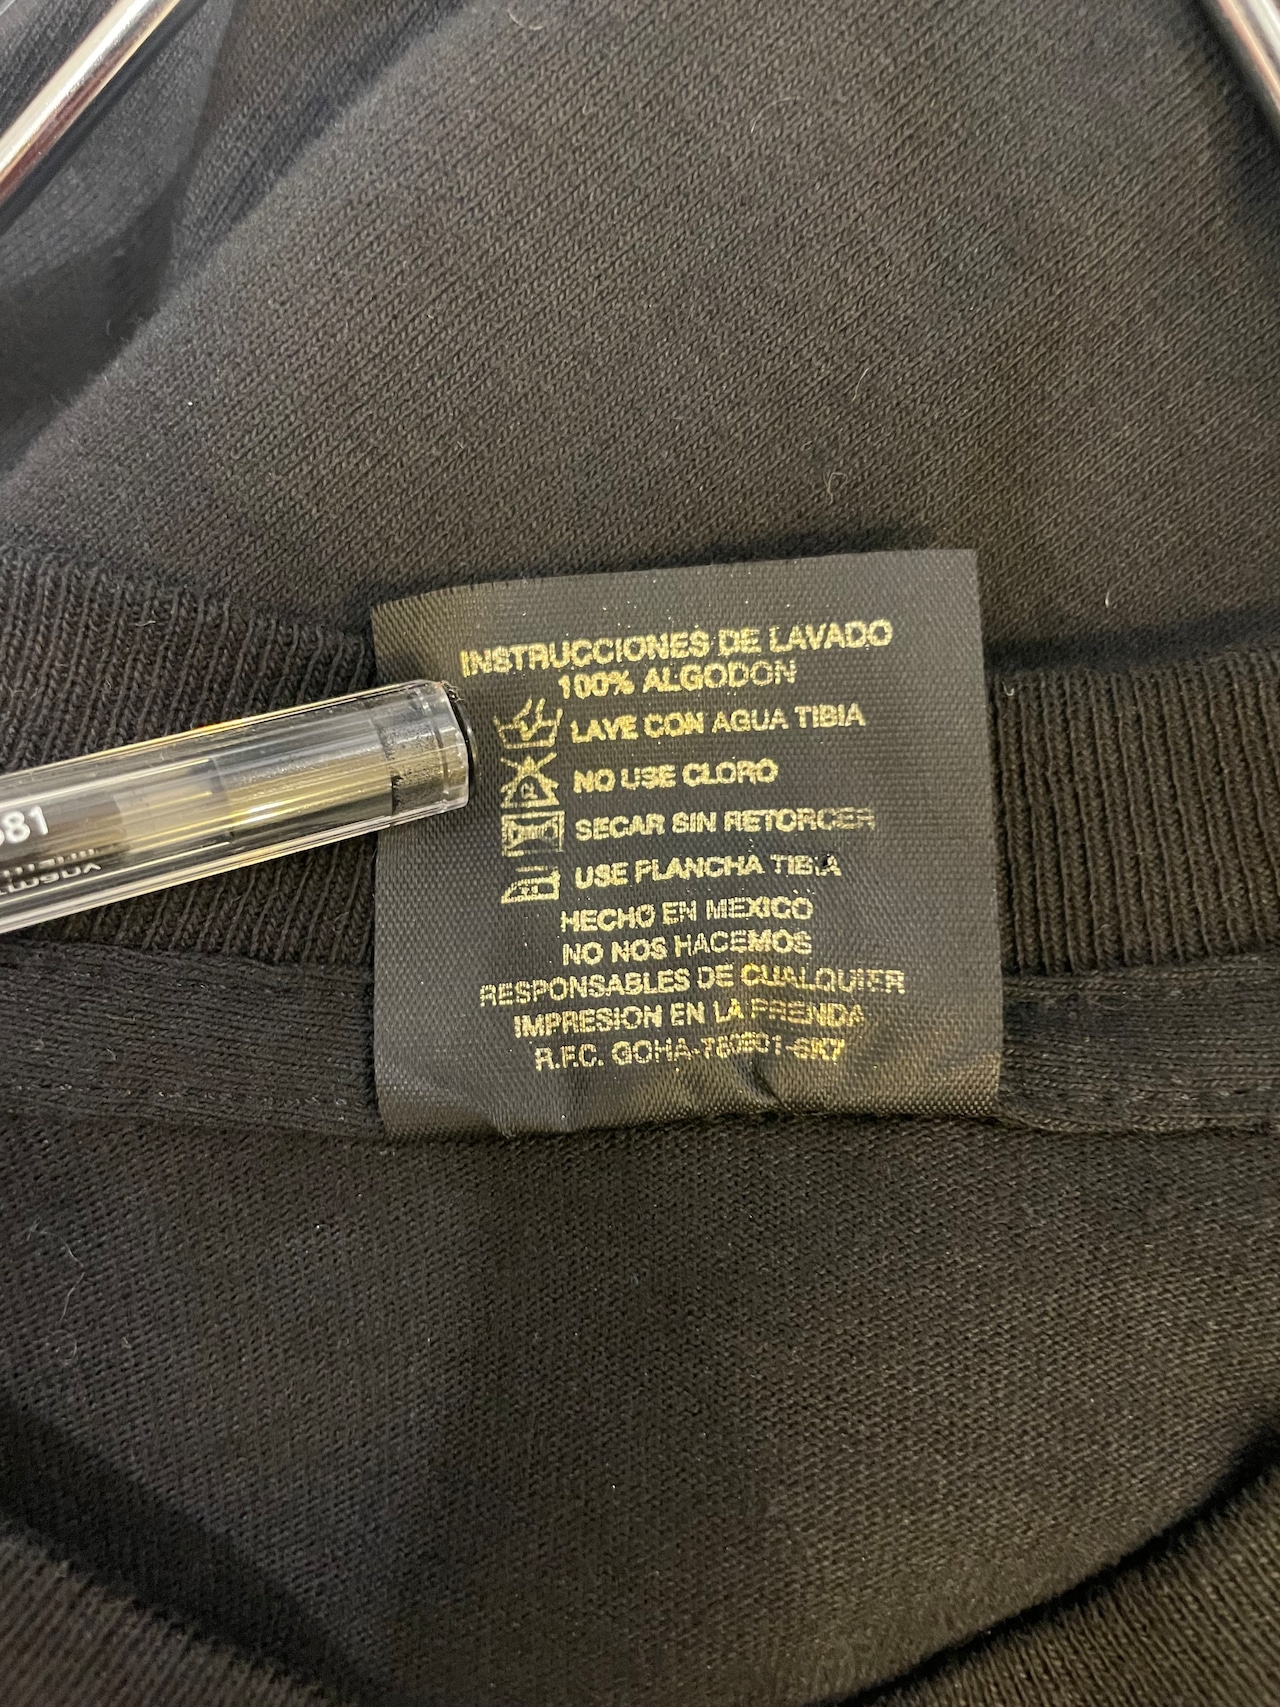 INSTRUCCIONES DE LAVADO
100% ALGODON
LAVE CON AGUA TIBIA
NO USE CLORO
SECAR SIN RETORCER
USE PLANCHA TIBIA
HECHO EN MEXICO
NO NOS HACEMOS
RESPONSABLES DE CUALQUIER
IMPRESION EN LA PRENDA
R.F.C.